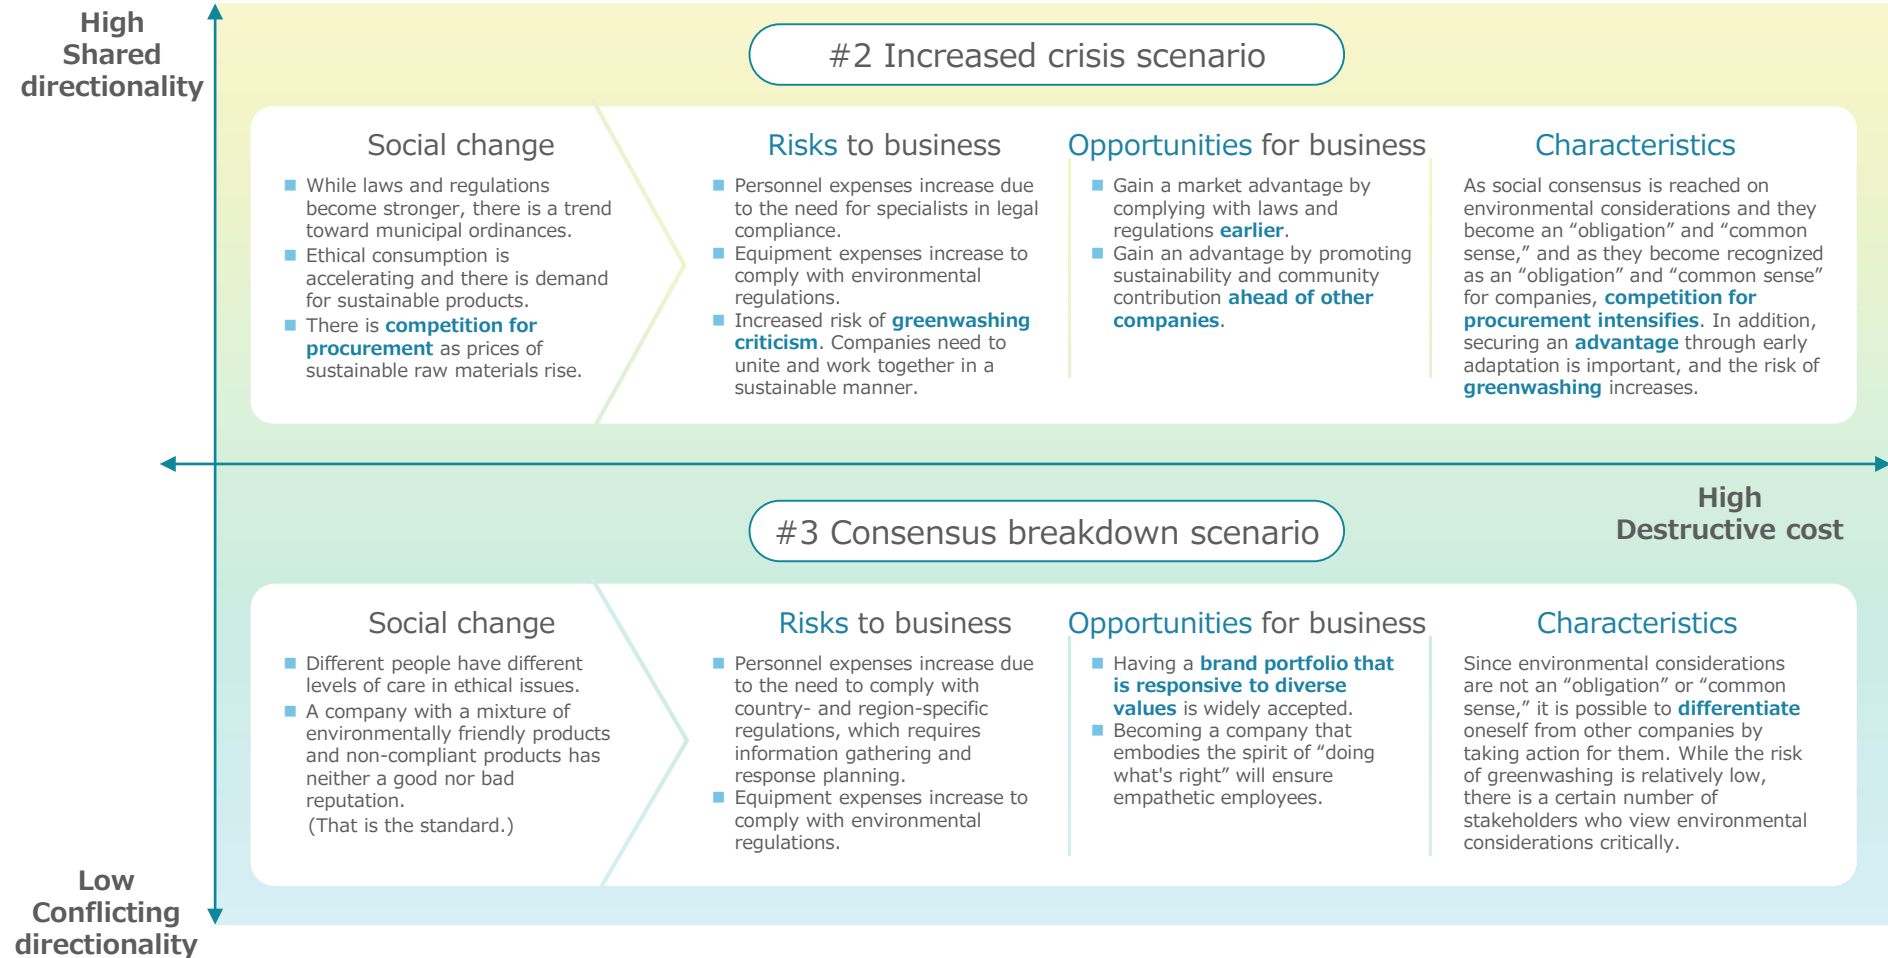 High
Shared
directionality
#2 Increased crisis scenario
Social change
■ While laws and regulations
become stronger, there is a trend
toward municipal ordinances.
■ Ethical consumption is
accelerating and there is demand
for sustainable products.
■ There is competition for
procurement as prices of
sustainable raw materials rise.
Risks to business
■ Personnel expenses increase due
to the need for specialists in legal
compliance.
■ Equipment expenses increase to
comply with environmental
regulations.
■ Increased risk of greenwashing
criticism. Companies need to
unite and work together in a
sustainable manner.
Opportunities for business
■ Gain a market advantage by
complying with laws and
regulations earlier.
■ Gain an advantage by promoting
sustainability and community
contribution ahead of other
companies.
Characteristics
As social consensus is reached on
environmental considerations and they
become an “obligation” and “common
sense,” and as they become recognized
as an “obligation” and “common sense”
for companies, competition for
procurement intensifies. In addition,
securing an advantage through early
adaptation is important, and the risk of
greenwashing increases.
High
Destructive cost
#3 Consensus breakdown scenario
Social change
■ Different people have different
levels of care in ethical issues.
■ A company with a mixture of
environmentally friendly products
and non-compliant products has
neither a good nor bad
reputation.
(That is the standard.)
Risks to business
■ Personnel expenses increase due
to the need to comply with
country- and region-specific
regulations, which requires
information gathering and
response planning.
■ Equipment expenses increase to
comply with environmental
regulations.
Opportunities for business
■ Having a brand portfolio that
is responsive to diverse
values is widely accepted.
■ Becoming a company that
embodies the spirit of “doing
what's right” will ensure
empathetic employees.
Characteristics
Since environmental considerations
are not an “obligation” or “common
sense,” it is possible to differentiate
oneself from other companies by
taking action for them. While the risk
of greenwashing is relatively low,
there is a certain number of
stakeholders who view environmental
considerations critically.
Low
Conflicting
directionality